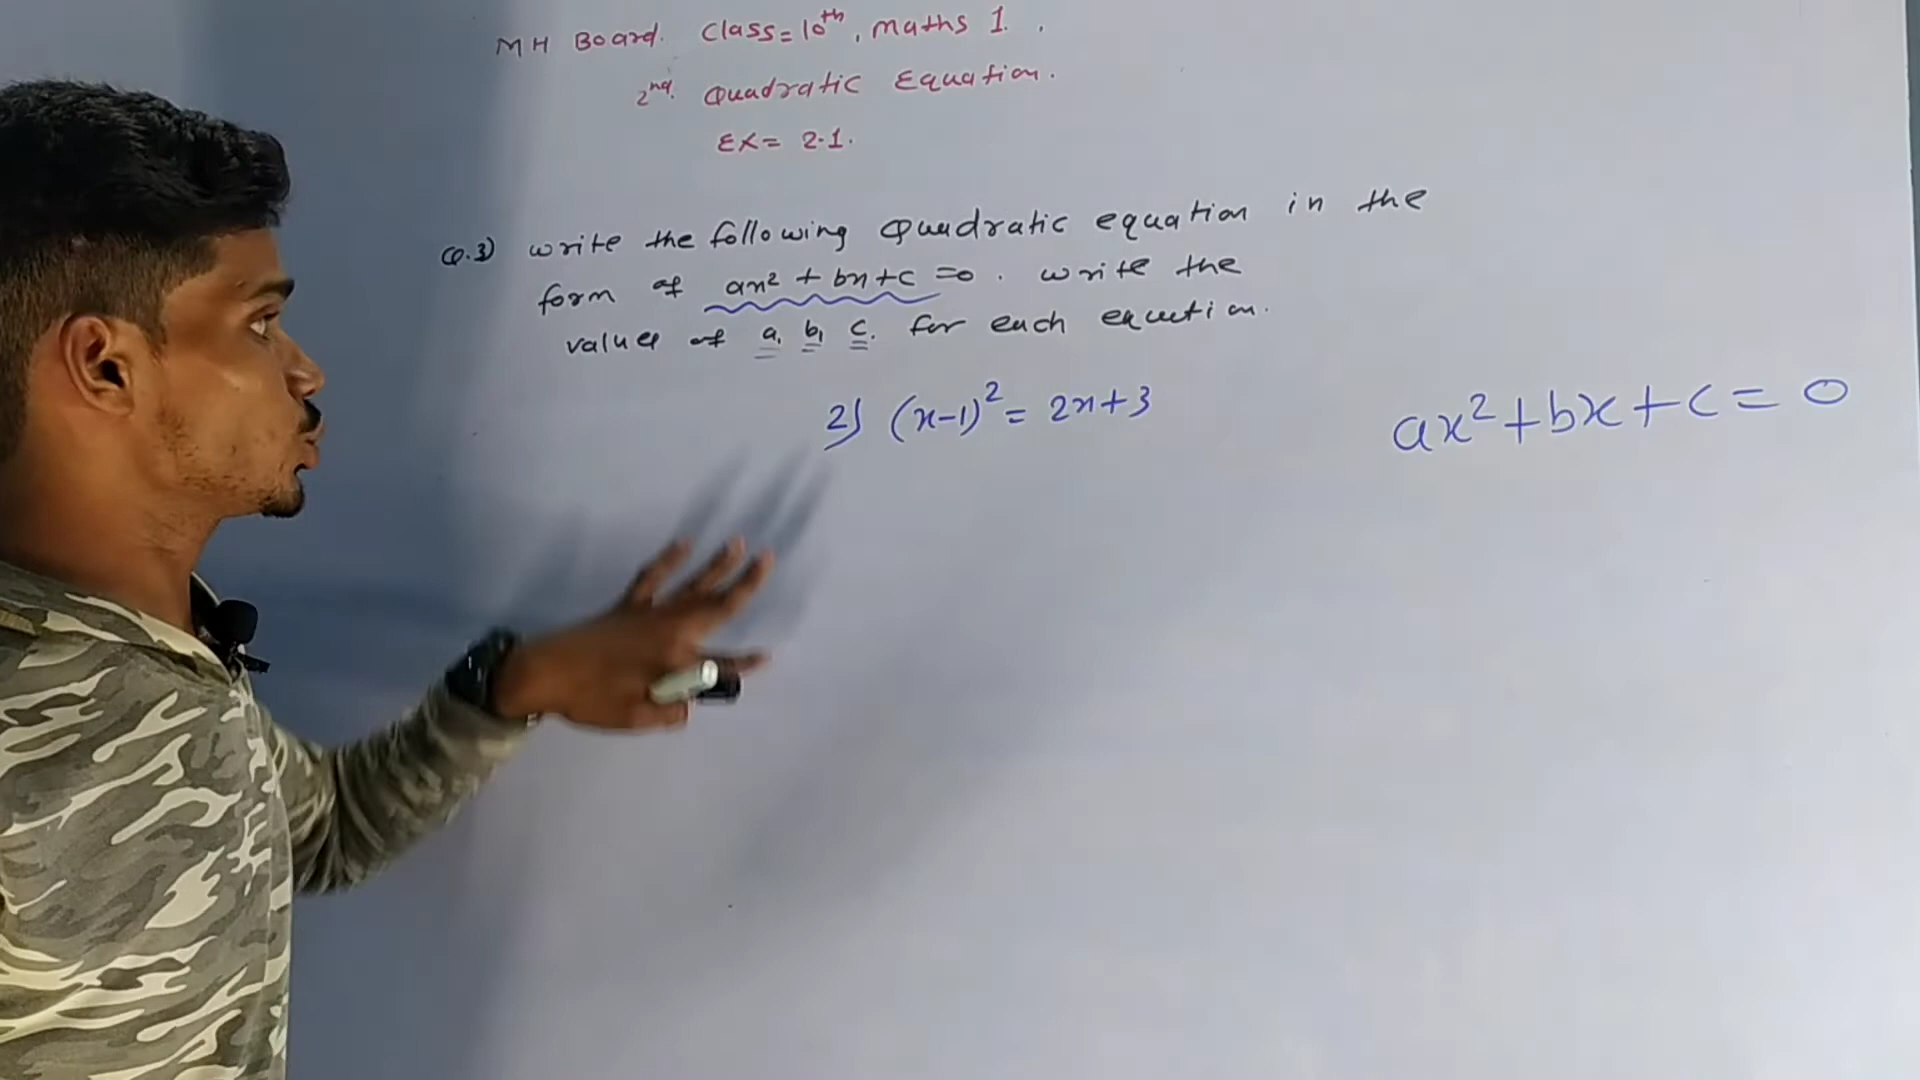 MH Board. Class=10th, maths 1.
2nd. Quadratic Equation.
Ex= 2.1.
Q.3) write the following Quadratic equation in the
form of ax² + bx+c =0. write the
values of a, b, c. for each equation.
2) (x-1)² = 2x+3
ax²+bx+c=0